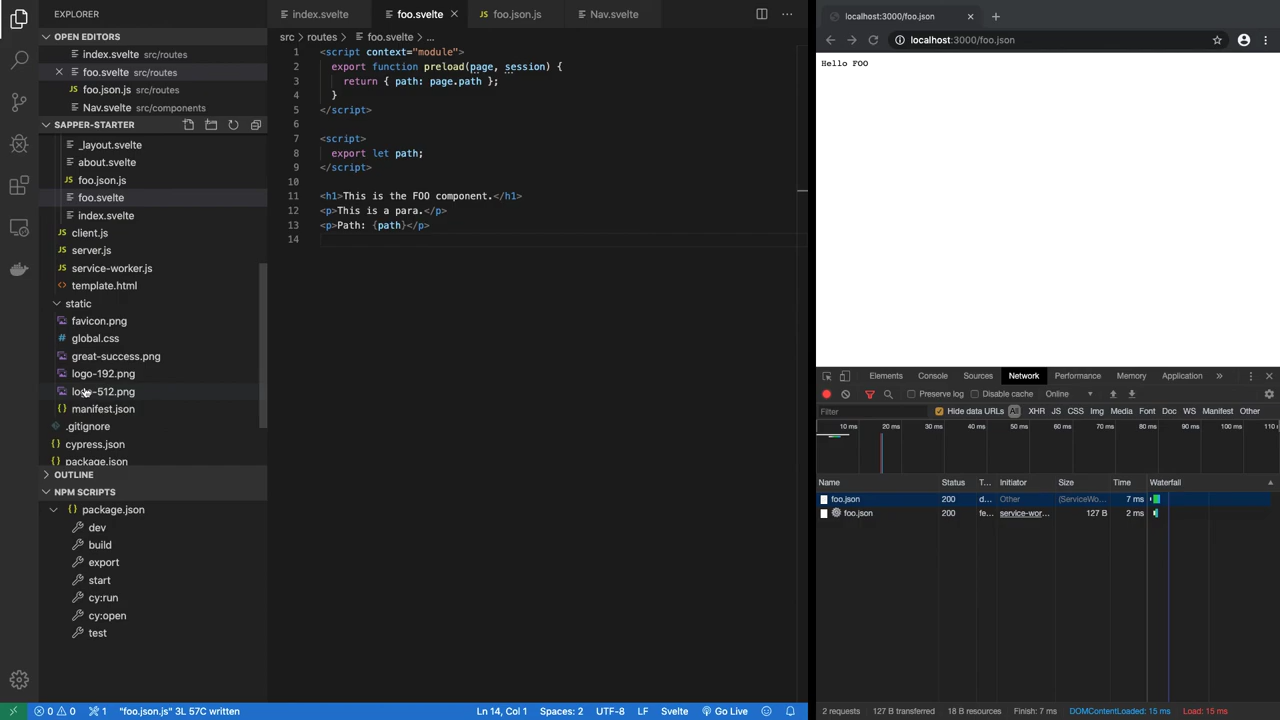 EXPLORER
OPEN EDITORS
index.svelte src/routes
foo.svelte src/routes
foo.json.js src/routes
Nav.svelte src/components
SAPPER-STARTER
_layout.svelte
about.svelte
foo.json.js
foo.svelte
index.svelte
client.js
server.js
service-worker.js
template.html
static
favicon.png
global.css
great-success.png
logo-192.png
logo-512.png
manifest.json
.gitignore
cypress.json
package.json
OUTLINE
NPM SCRIPTS
package.json
dev
build
export
start
cy:run
cy:open
test
index.svelte foo.svelte foo.json.js Nav.svelte
src › routes › foo.svelte › ...
1 <script context="module">
2 export function preload(page, session) {
3 return { path: page.path };
4 }
5 </script>
6
7 <script>
8 export let path;
9 </script>
10
11 <h1>This is the FOO component.</h1>
12 <p>This is a para.</p>
13 <p>Path: {path}</p>
14
0 0 1 "foo.json.js" 3L 57C written Ln 14, Col 1 Spaces: 2 UTF-8 LF Svelte Go Live
localhost:3000/foo.json
localhost:3000/foo.json
Hello FOO
Elements Console Sources Network Performance Memory Application »
Preserve log Disable cache Online
Filter Hide data URLs All XHR JS CSS Img Media Font Doc WS Manifest Other
10 ms 20 ms 30 ms 40 ms 50 ms 60 ms 70 ms 80 ms 90 ms 100 ms 110
Name Status T... Initiator Size Time Waterfall
foo.json 200 d... Other (ServiceWo... 7 ms
foo.json 200 fe... service-wor... 127 B 2 ms
2 requests 127 B transferred 18 B resources Finish: 7 ms DOMContentLoaded: 15 ms Load: 15 ms